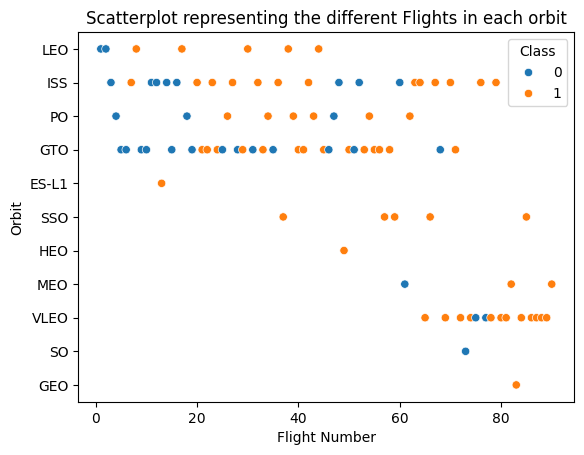 Scatterplot representing the different Flights in each orbit
LEO
ISS
PO
GTO
ES-L1
SSO
HEO
MEO
VLEO
SO
GEO
Orbit
Class
0
1
0
20
40
60
80
Flight Number